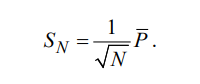 $S_N = \frac{1}{\sqrt{N}} \overline{P}.$